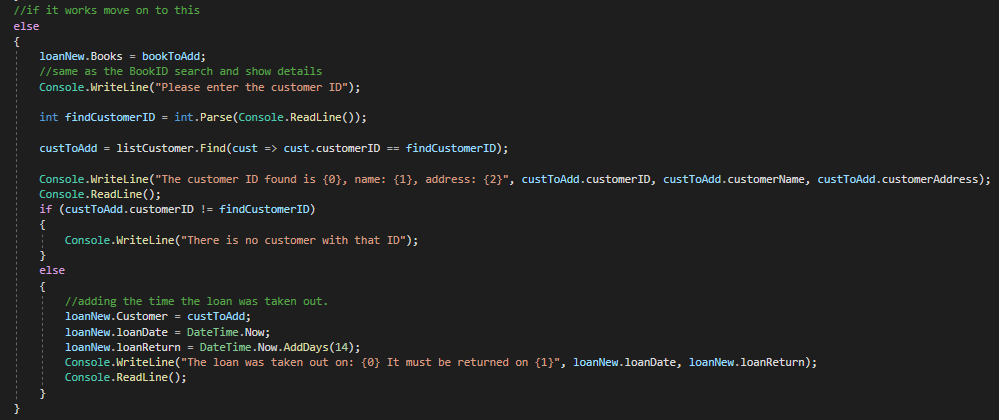 //if it works move on to this
else
{
loanNew.Books = bookToAdd;
//same as the BookID search and show details
Console.WriteLine("Please enter the customer ID");
int findCustomerID = int.Parse(Console.ReadLine());
custToAdd = listCustomer.Find(cust => cust.customerID == findCustomerID);
Console.WriteLine("The customer ID found is {0}, name: {1}, address: {2}", custToAdd.customerID, custToAdd.customerName, custToAdd.customerAddress);
Console.ReadLine();
if (custToAdd.customerID != findCustomerID)
{
Console.WriteLine("There is no customer with that ID");
}
else
{
//adding the time the loan was taken out.
loanNew.Customer = custToAdd;
loanNew.loanDate = DateTime.Now;
loanNew.loanReturn = DateTime.Now.AddDays(14);
Console.WriteLine("The loan was taken out on: {0} It must be returned on {1}", loanNew.loanDate, loanNew.loanReturn);
Console.ReadLine();
}
}